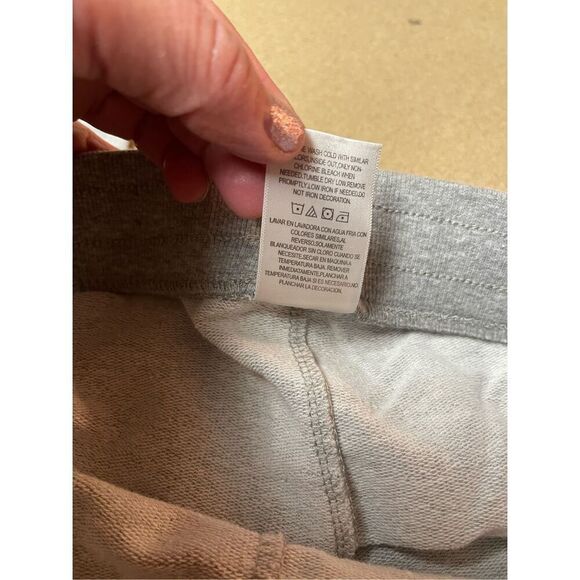 NE WASH COLD WITH SIMILAR
LORS,INSIDE OUT,ONLY NON-
CHLORINE BLEACH WHEN
NEEDED,TUMBLE DRY LOW,REMOVE
PROMPTLY,LOW IRON IF NEEDED.DO
NOT IRON DECORATION.
LAVAR EN LAVADORA CON AGUA FRIA CON
COLORES SIMILARES,AL
REVERSO,SOLAMENTE
BLANQUEADOR SIN CLORO CUANDO SE
NECESITE,SECAR EN MAQUINA A
TEMPERATURA BAJA. REMOVER
INMEDIATAMENTE,PLANCHAR A
TEMPERATURA BAJA SI ES NECESARIO.NO
PLANCHAR LA DECORACION.